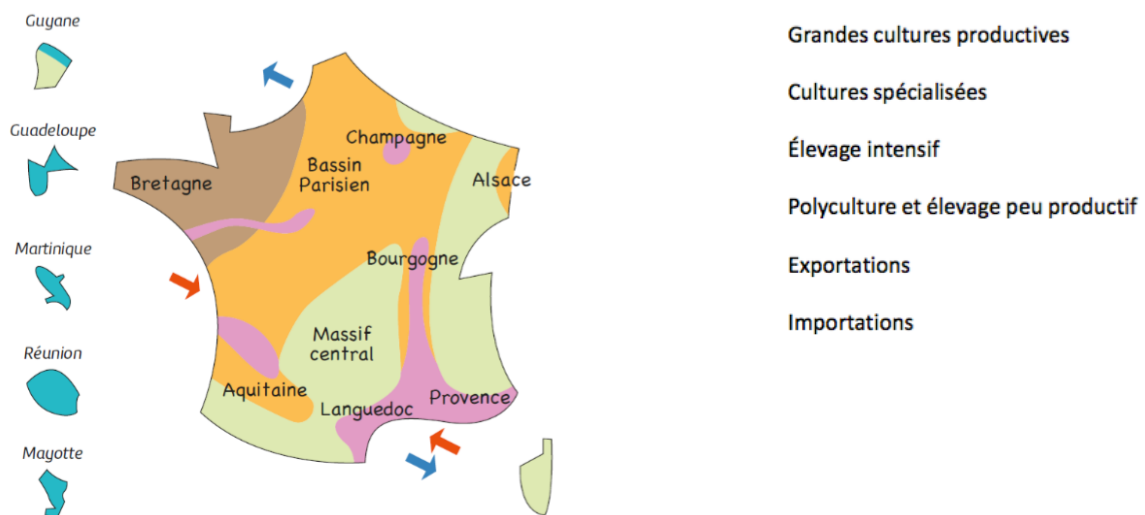 Guyane
Guadeloupe
Martinique
Réunion
Mayotte
Champagne
Bassin
Parisien
Bretagne
Alsace
Bourgogne
Massif
central
Aquitaine
Languedoc
Provence
Grandes cultures productives
Cultures spécialisées
Élevage intensif
Polyculture et élevage peu productif
Exportations
Importations